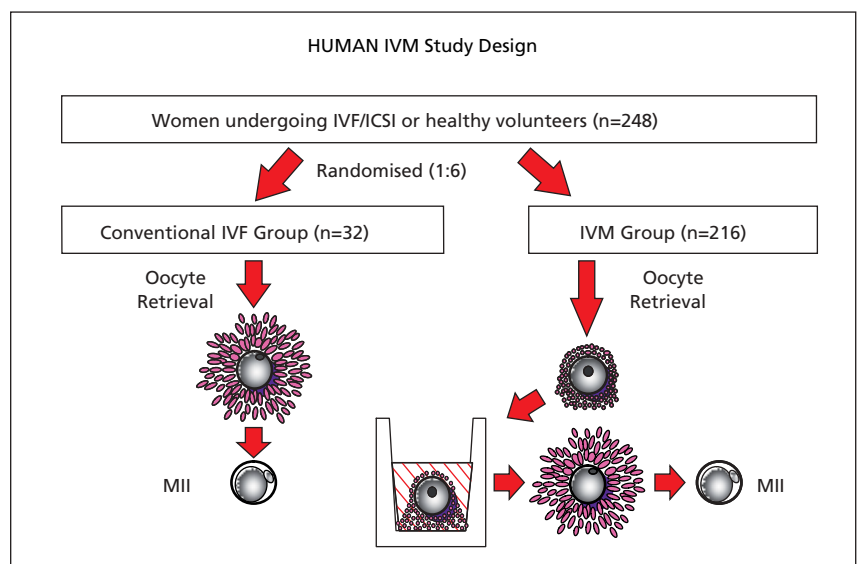 HUMAN IVM Study Design
Women undergoing IVF/ICSI or healthy volunteers (n=248)
Randomised (1:6)
Conventional IVF Group (n=32)
IVM Group (n=216)
Oocyte
Retrieval
Oocyte
Retrieval
MII
MII